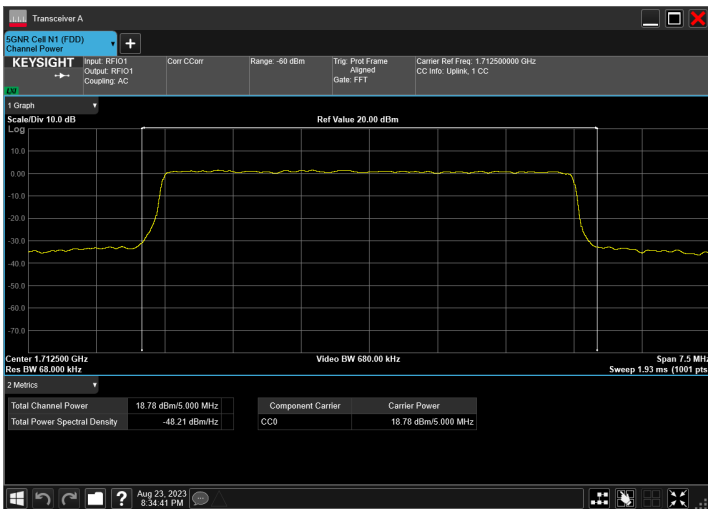 Transceiver A
5GNR Cell N1 (FDD)
Channel Power
KEYSIGHT
Input: RFIO1
Output: RFIO1
Coupling: AC
Corr CCorr
Range: -60 dBm
Trig: Prot Frame
Aligned
Gate: FFT
Carrier Ref Freq: 1.712500000 GHz
CC Info: Uplink, 1 CC
1 Graph
Scale/Div 10.0 dB
Ref Value 20.00 dBm
Log
10.0
0.00
-10.0
-20.0
-30.0
-40.0
-50.0
-60.0
-70.0
Center 1.712500 GHz
Video BW 680.00 kHz
Span 7.5 MHz
Res BW 68.000 kHz
Sweep 1.93 ms (1001 pts
2 Metrics
Total Channel Power 18.78 dBm/5.000 MHz
Total Power Spectral Density -48.21 dBm/Hz
Component Carrier Carrier Power
CC0 18.78 dBm/5.000 MHz
Aug 23, 2023
8:34:41 PM